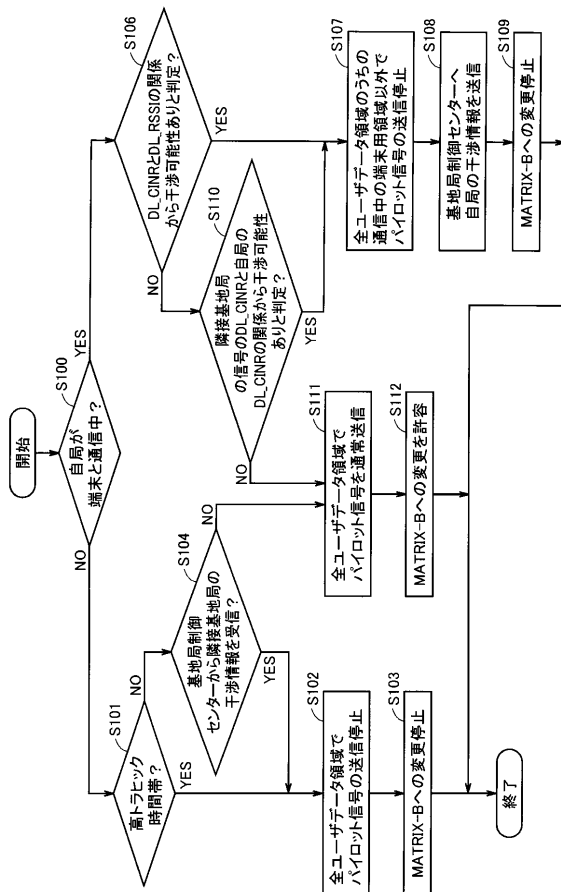 開始
S100
自局が
端末と通信中？
NO
YES
S101
高トラヒック
時間帯？
NO
YES
S104
基地局制御
センターから隣接基地局の
干渉情報を受信？
NO
YES
S102
全ユーザデータ領域で
パイロット信号の送信停止
S103
MATRIX-Bへの変更停止
終了
S106
DL_CINRとDL_RSSIの関係
から干渉可能性ありと判定？
NO
YES
S110
隣接基地局
の信号のDL_CINRと自局の
DL_CINRの関係から干渉可能性
ありと判定？
NO
YES
S111
全ユーザデータ領域で
パイロット信号を通常送信
S112
MATRIX-Bへの変更を許容
S107
全ユーザデータ領域のうちの
通信中の端末用領域以外で
パイロット信号の送信停止
S108
基地局制御センターへ
自局の干渉情報を送信
S109
MATRIX-Bへの変更停止